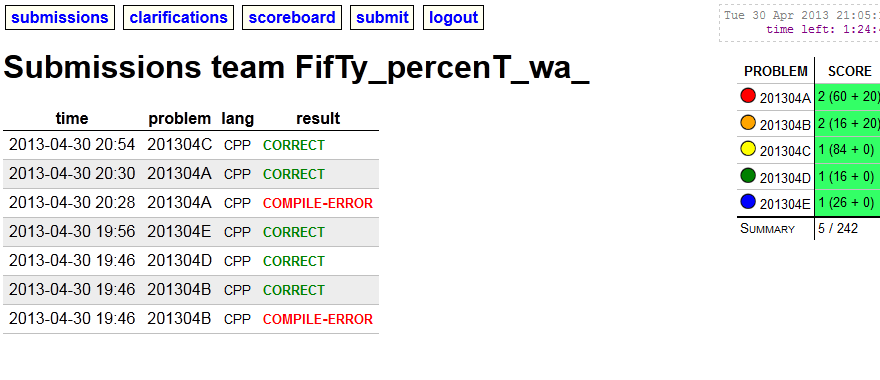 submissions clarifications scoreboard submit logout
Tue 30 Apr 2013 21:05:
time left: 1:24:
Submissions team FifTy_percenT_wa_
time problem lang result
2013-04-30 20:54 201304C CPP CORRECT
2013-04-30 20:30 201304A CPP CORRECT
2013-04-30 20:28 201304A CPP COMPILE-ERROR
2013-04-30 19:56 201304E CPP CORRECT
2013-04-30 19:46 201304D CPP CORRECT
2013-04-30 19:46 201304B CPP CORRECT
2013-04-30 19:46 201304B CPP COMPILE-ERROR
PROBLEM SCORE
201304A 2 (60 + 20)
201304B 2 (16 + 20)
201304C 1 (84 + 0)
201304D 1 (16 + 0)
201304E 1 (26 + 0)
SUMMARY 5 / 242